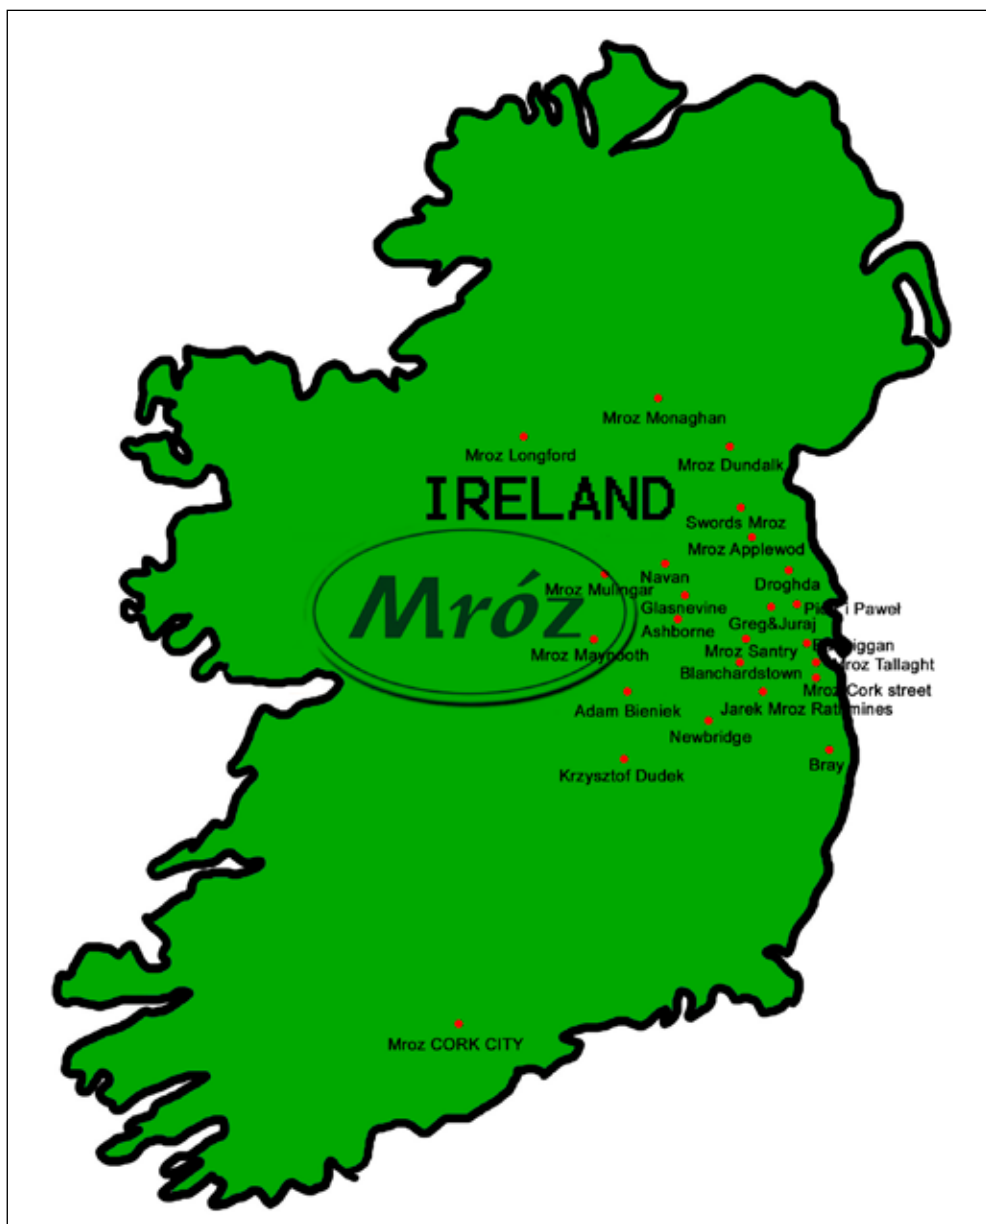 Mroz Monaghan
Mroz Longford
Mroz Dundalk
IRELAND
Swords Mroz
Mroz Applewod
Navan
Droghda
Mroz Mulingar
Mróz
Glasnevine
i Paweł
Greg&Juraj
Ashborne
Mroz Santry
Mroz Maynooth
Mroz Tallaght
Blanchardstown
Mroz Cork street
Adam Bieniek
Jarek Mroz Rathmines
Newbridge
Bray
Krzysztof Dudek
Mroz CORK CITY